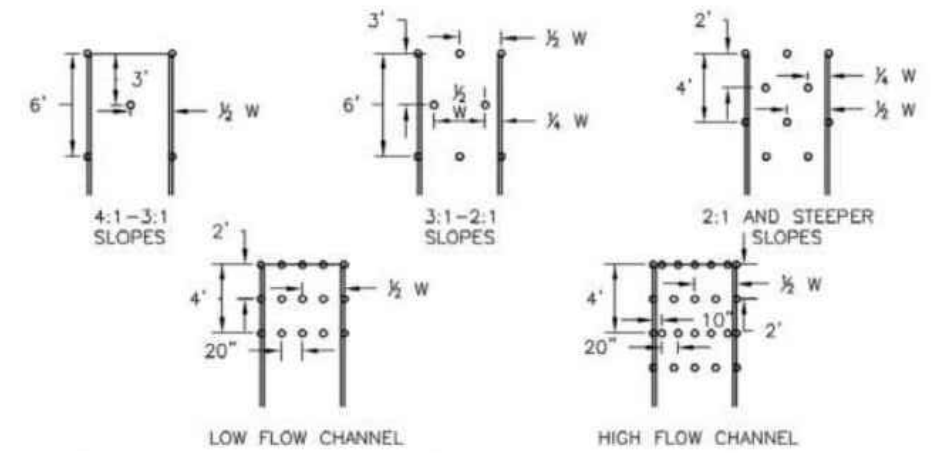 3'
6'
½ W
4:1-3:1
SLOPES
3'
½ W
6'
½
W
¼ W
3:1-2:1
SLOPES
2'
4'
¼ W
½ W
2:1 AND STEEPER
SLOPES
2'
4'
½ W
20"
LOW FLOW CHANNEL
4'
½ W
10"
2'
20"
HIGH FLOW CHANNEL